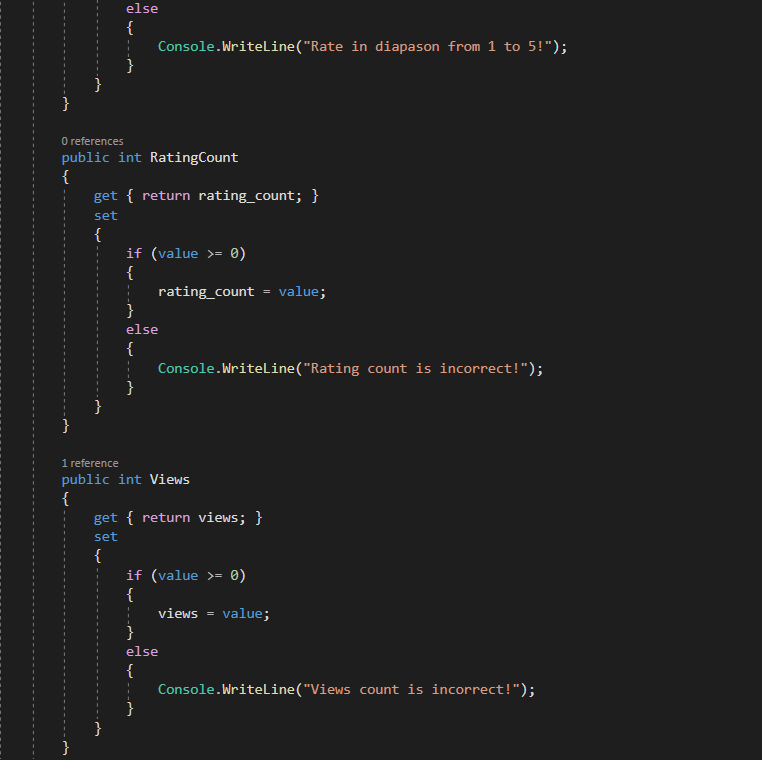 else
{
Console.WriteLine("Rate in diapason from 1 to 5!");
}
}
}
0 references
public int RatingCount
{
get { return rating_count; }
set
{
if (value >= 0)
{
rating_count = value;
}
else
{
Console.WriteLine("Rating count is incorrect!");
}
}
}
1 reference
public int Views
{
get { return views; }
set
{
if (value >= 0)
{
views = value;
}
else
{
Console.WriteLine("Views count is incorrect!");
}
}
}